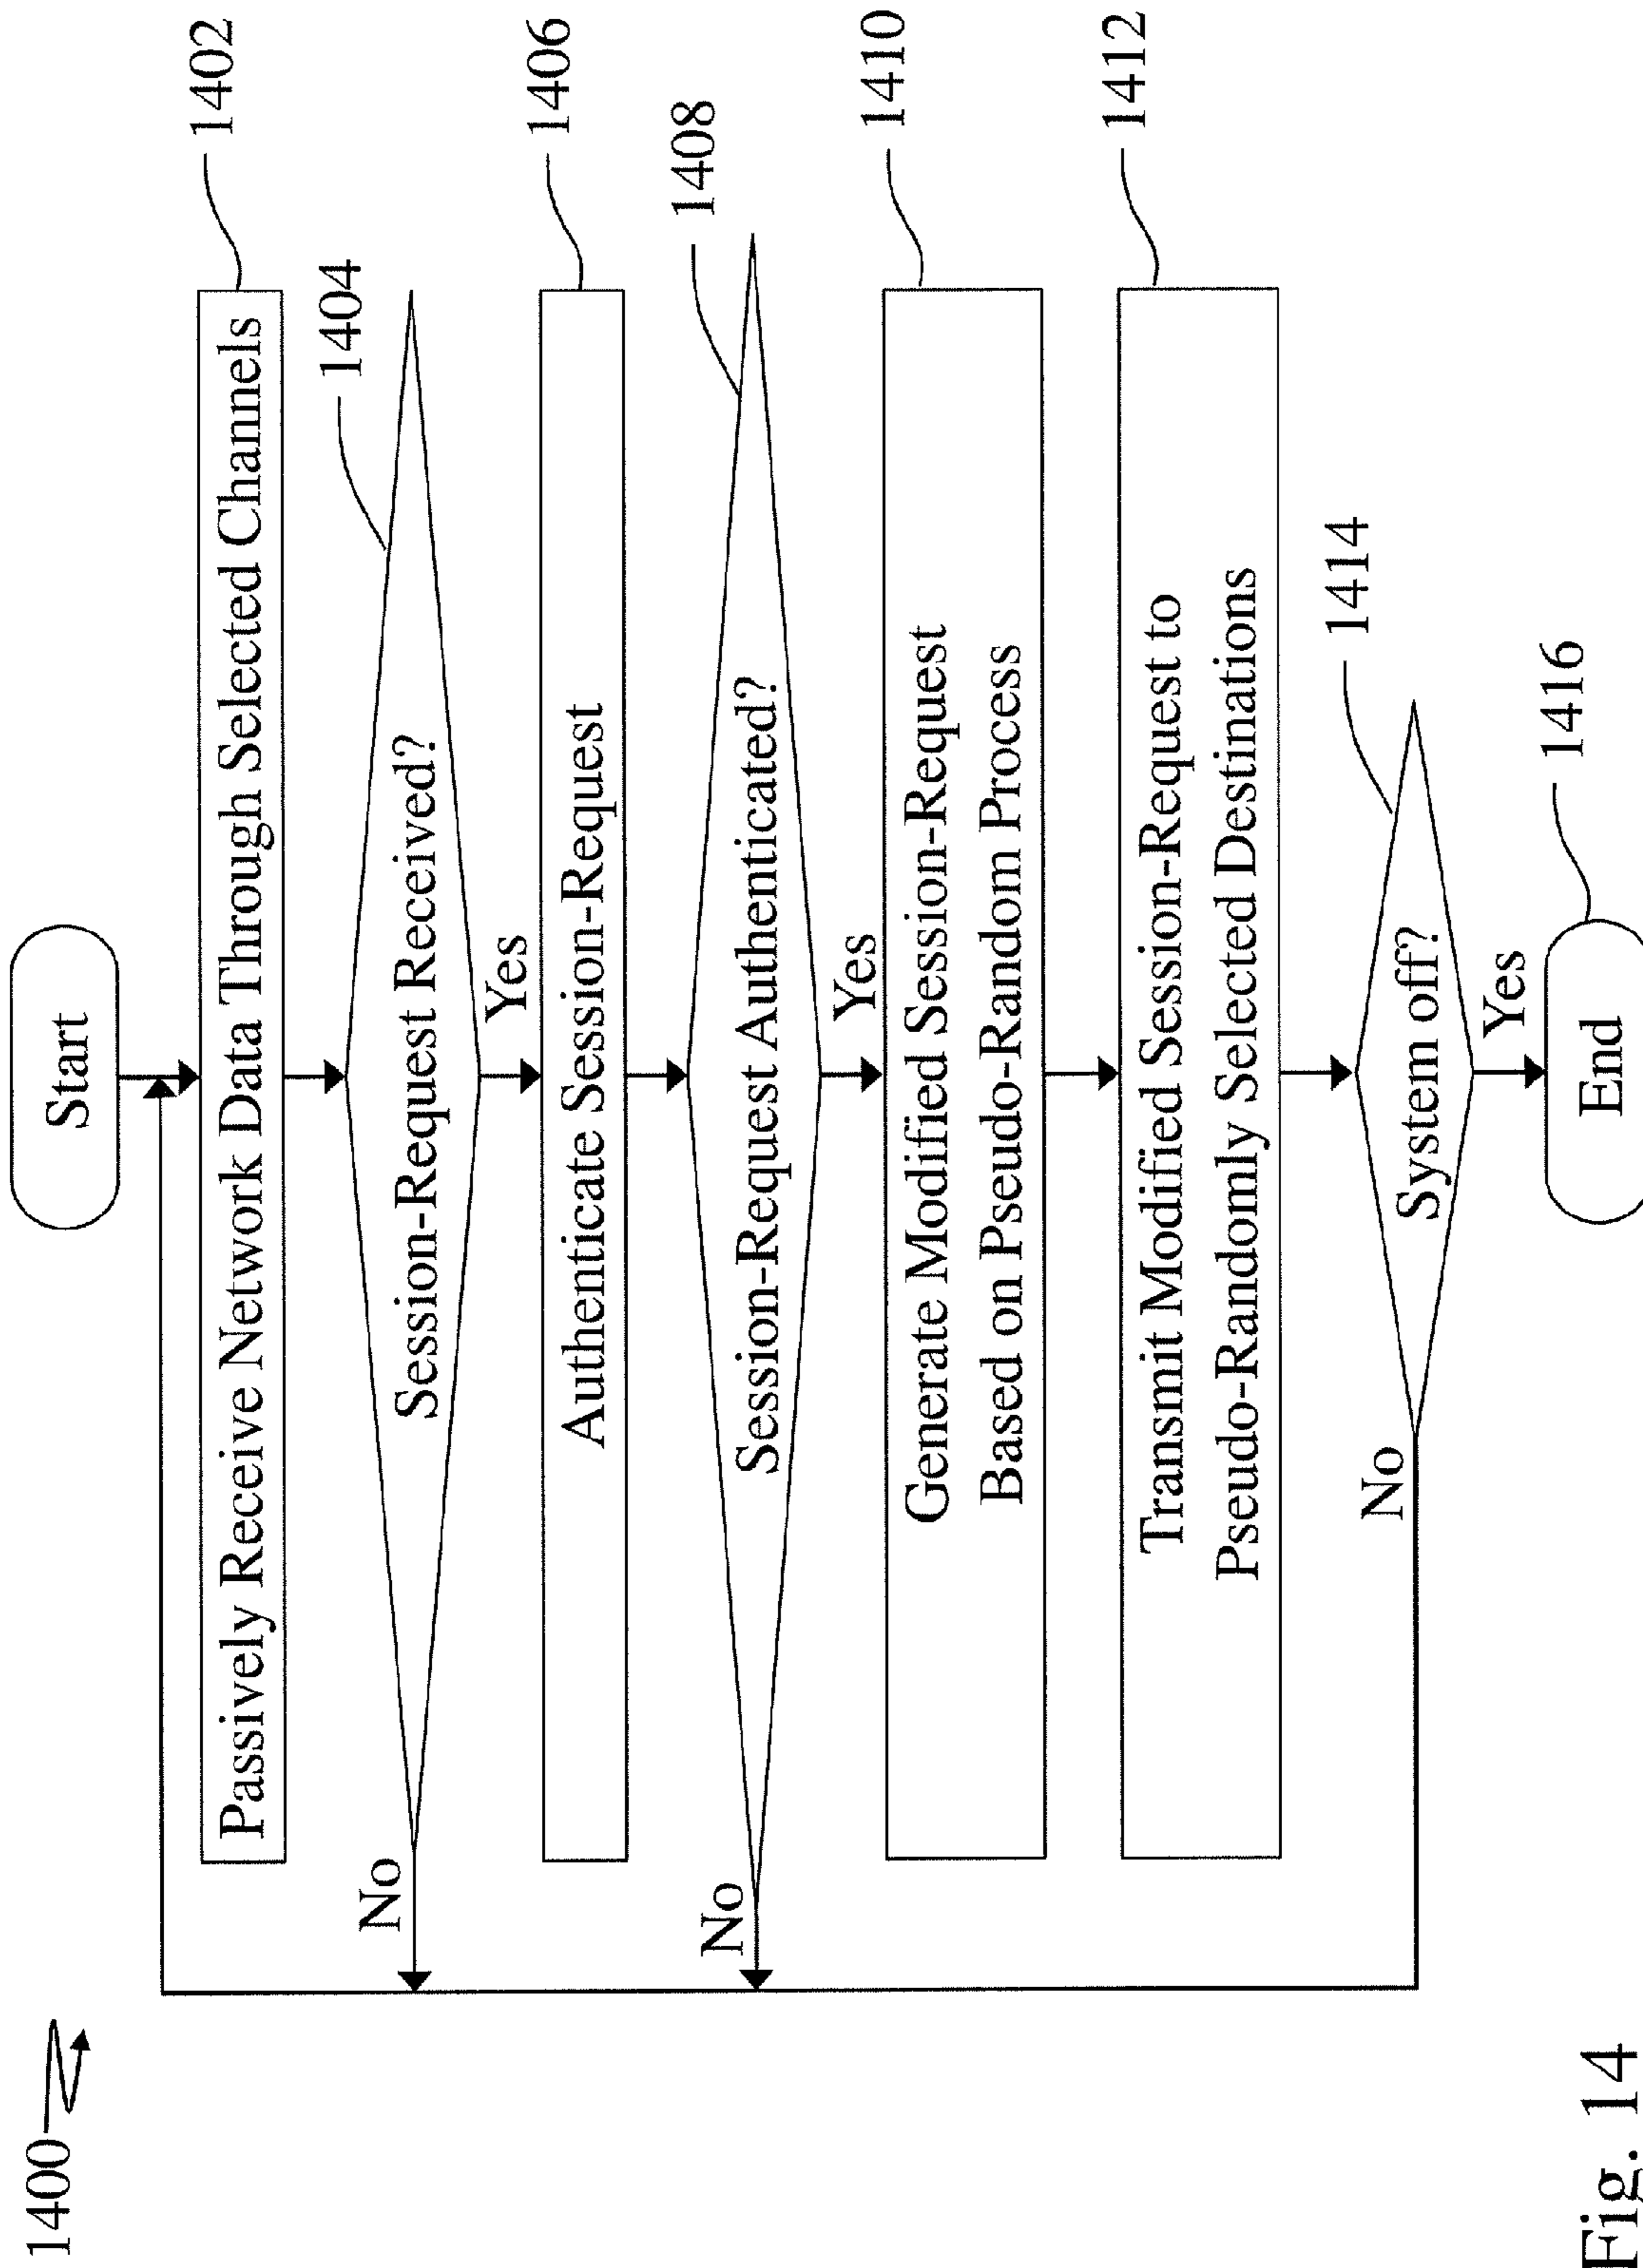 1400
Start
Passively Receive Network Data Through Selected Channels
1402
Session-Request Received?
1404
No
Yes
Authenticate Session-Request
1406
Session-Request Authenticated?
1408
No
Yes
Generate Modified Session-Request
Based on Pseudo-Random Process
1410
Transmit Modified Session-Request to
Pseudo-Randomly Selected Destinations
1412
System off?
1414
No
Yes
End
1416
Fig. 14